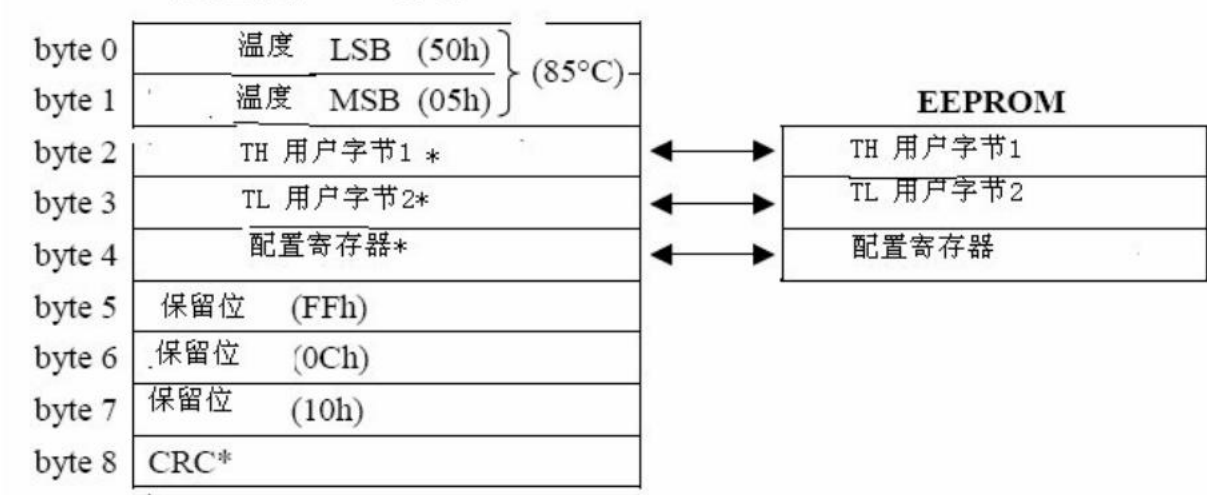 byte 0 温度 LSB (50h)
(85°C)
byte 1 温度 MSB (05h)
EEPROM
byte 2 TH 用户字节1 * TH 用户字节1
byte 3 TL 用户字节2* TL 用户字节2
byte 4 配置寄存器* 配置寄存器
byte 5 保留位 (FFh)
byte 6 保留位 (0Ch)
byte 7 保留位 (10h)
byte 8 CRC*